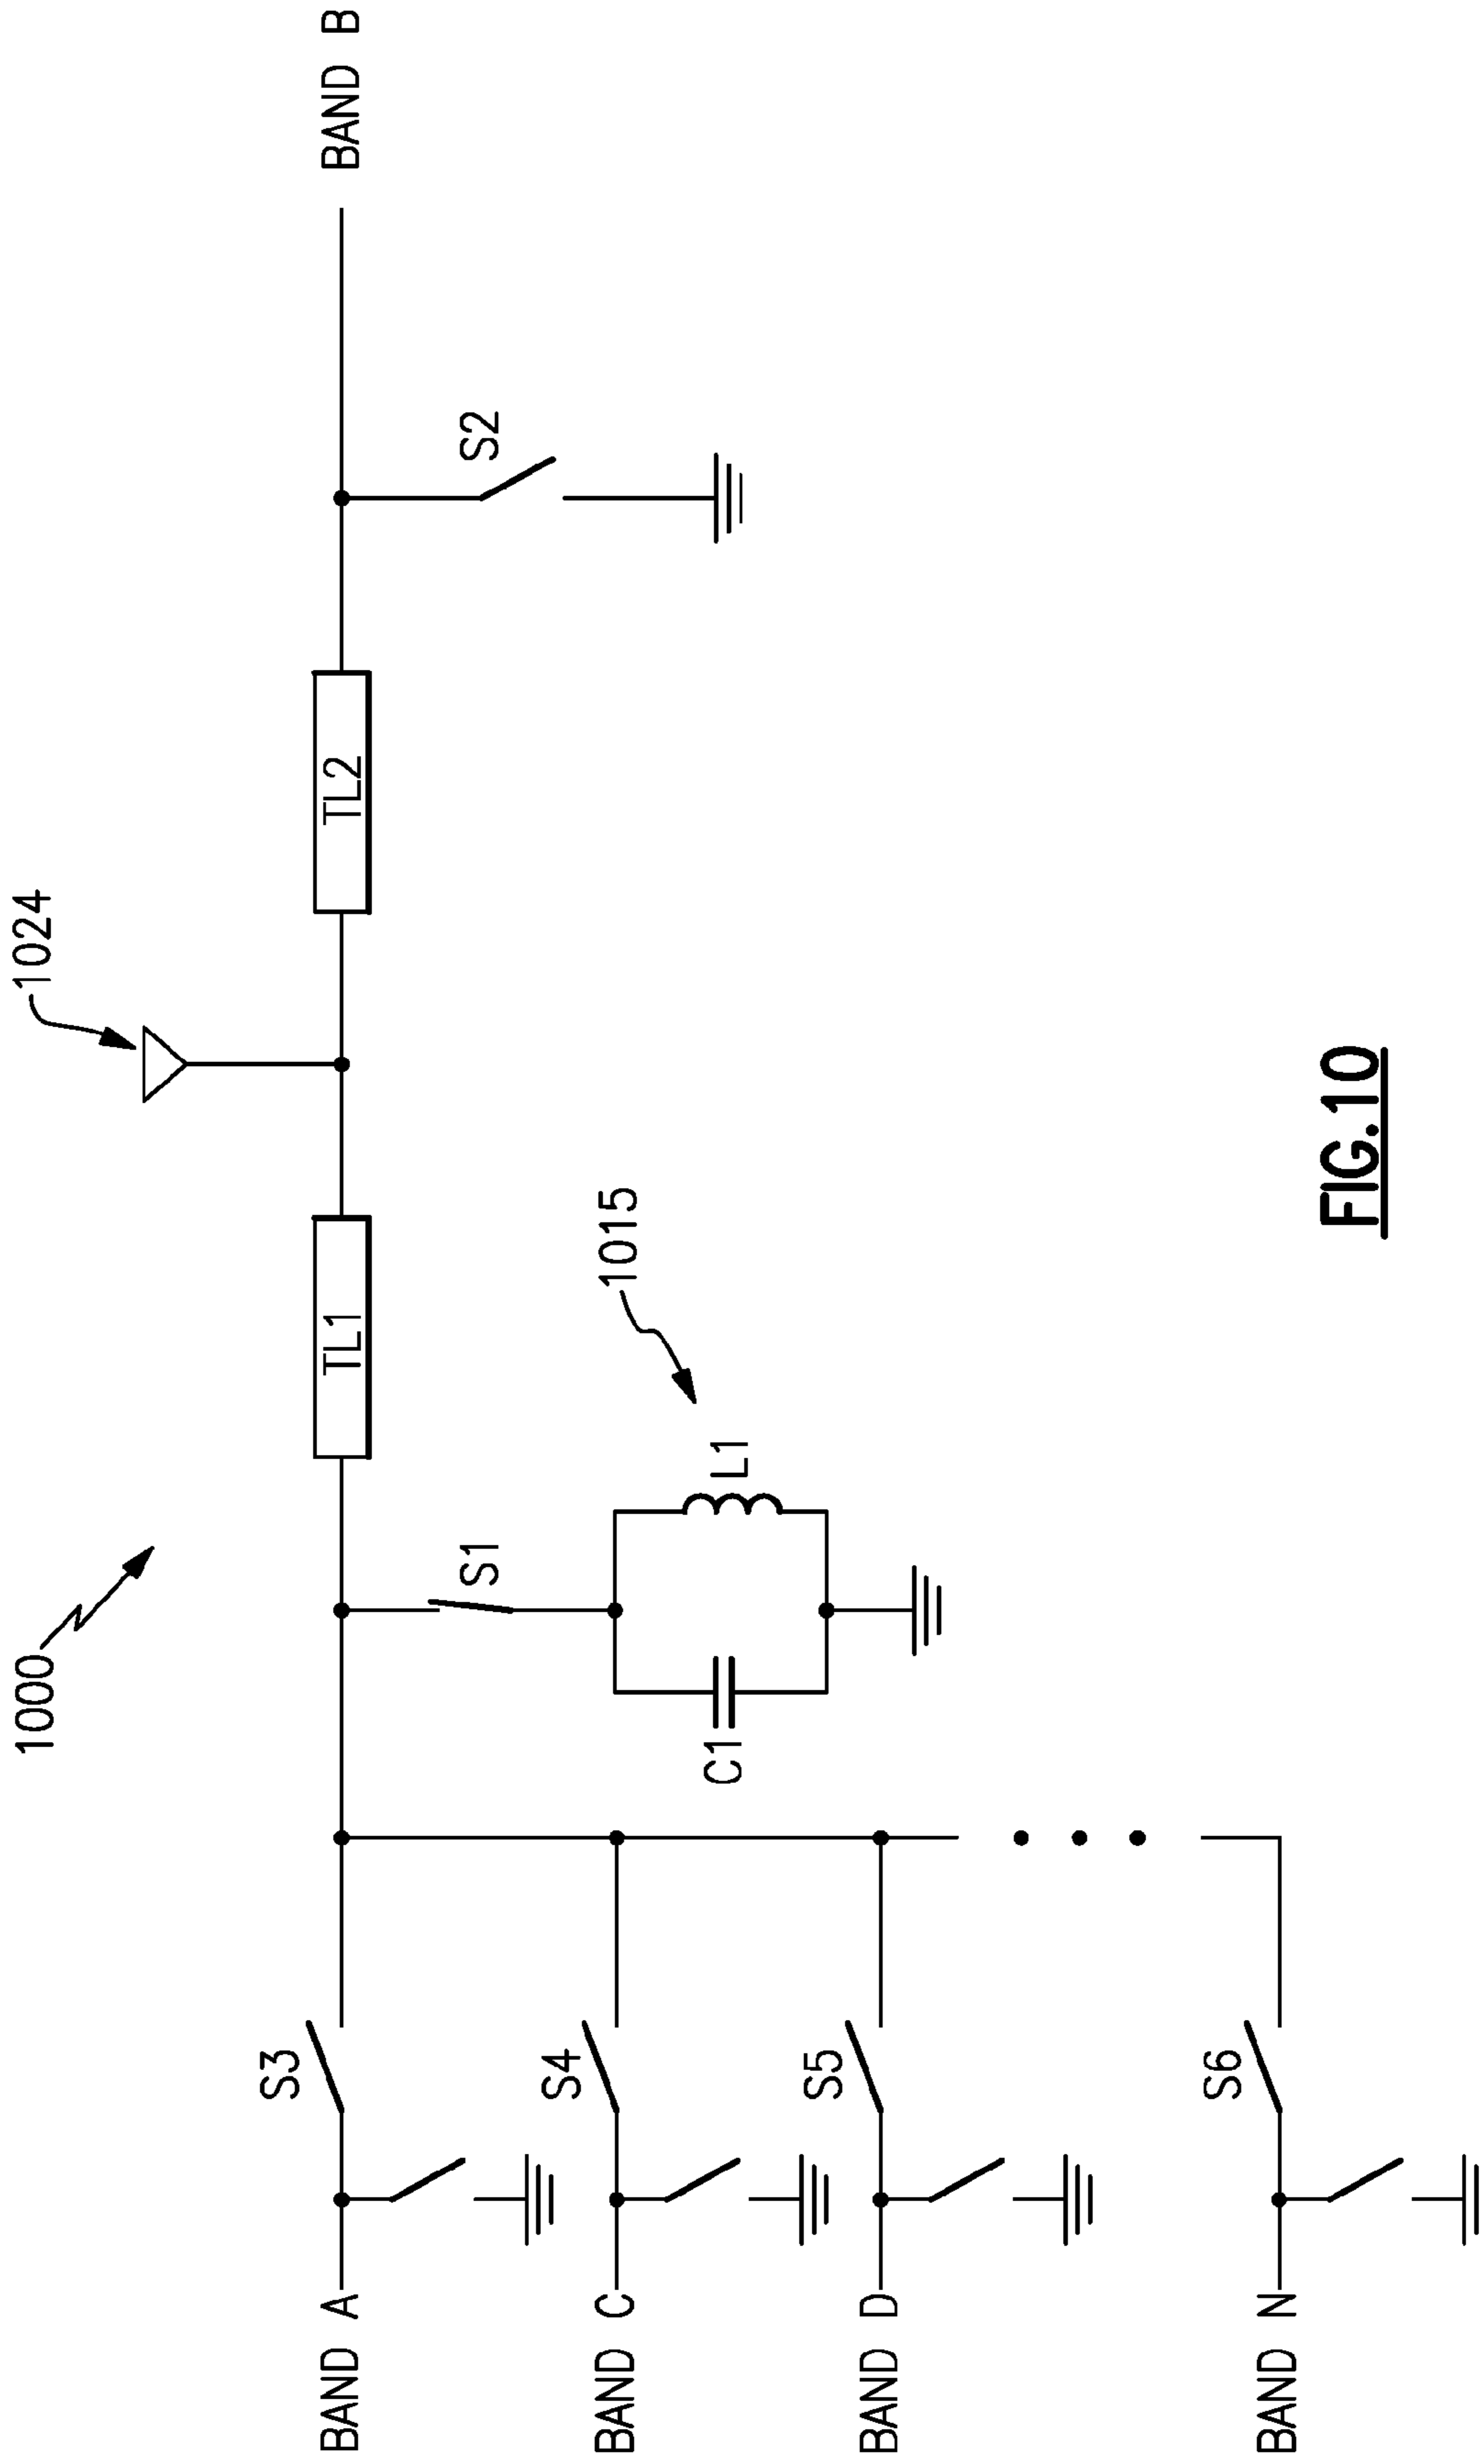 1000
1024
BAND A
S3
TL1
TL2
BAND B
S1
S2
BAND C
S4
C1
L1
1015
BAND D
S5
BAND N
S6
FIG.10